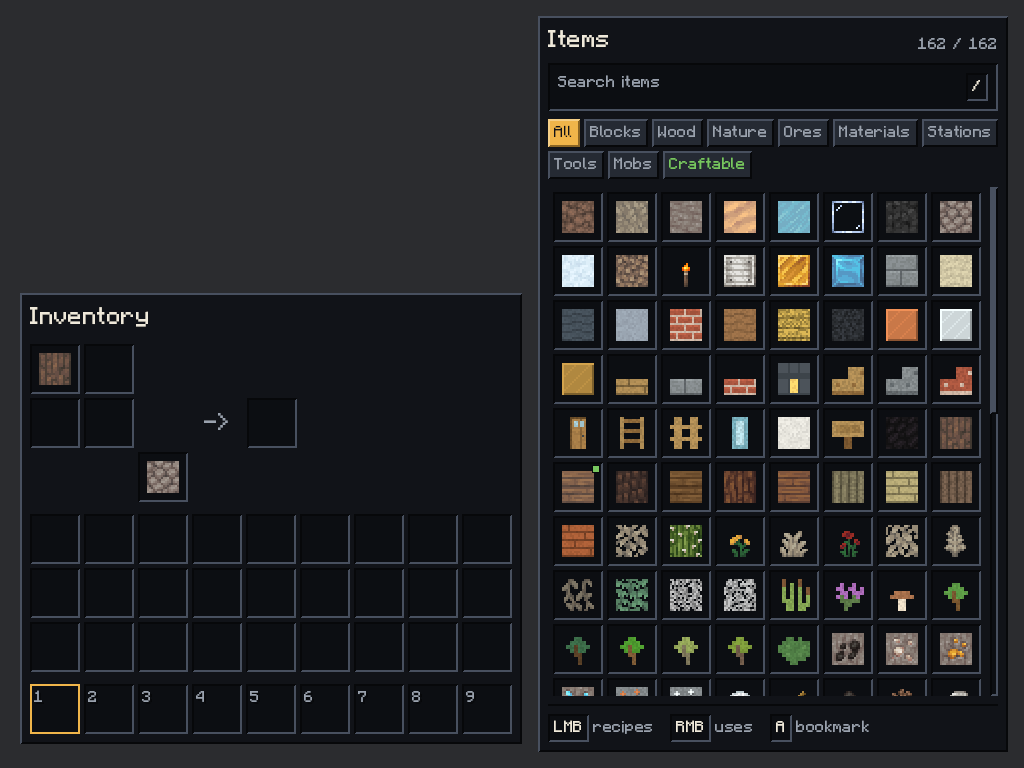 Items
162 / 162
Search items
/
All Blocks Wood Nature Ores Materials Stations
Tools Mobs Craftable
Inventory
1 2 3 4 5 6 7 8 9
LMB recipes RMB uses A bookmark